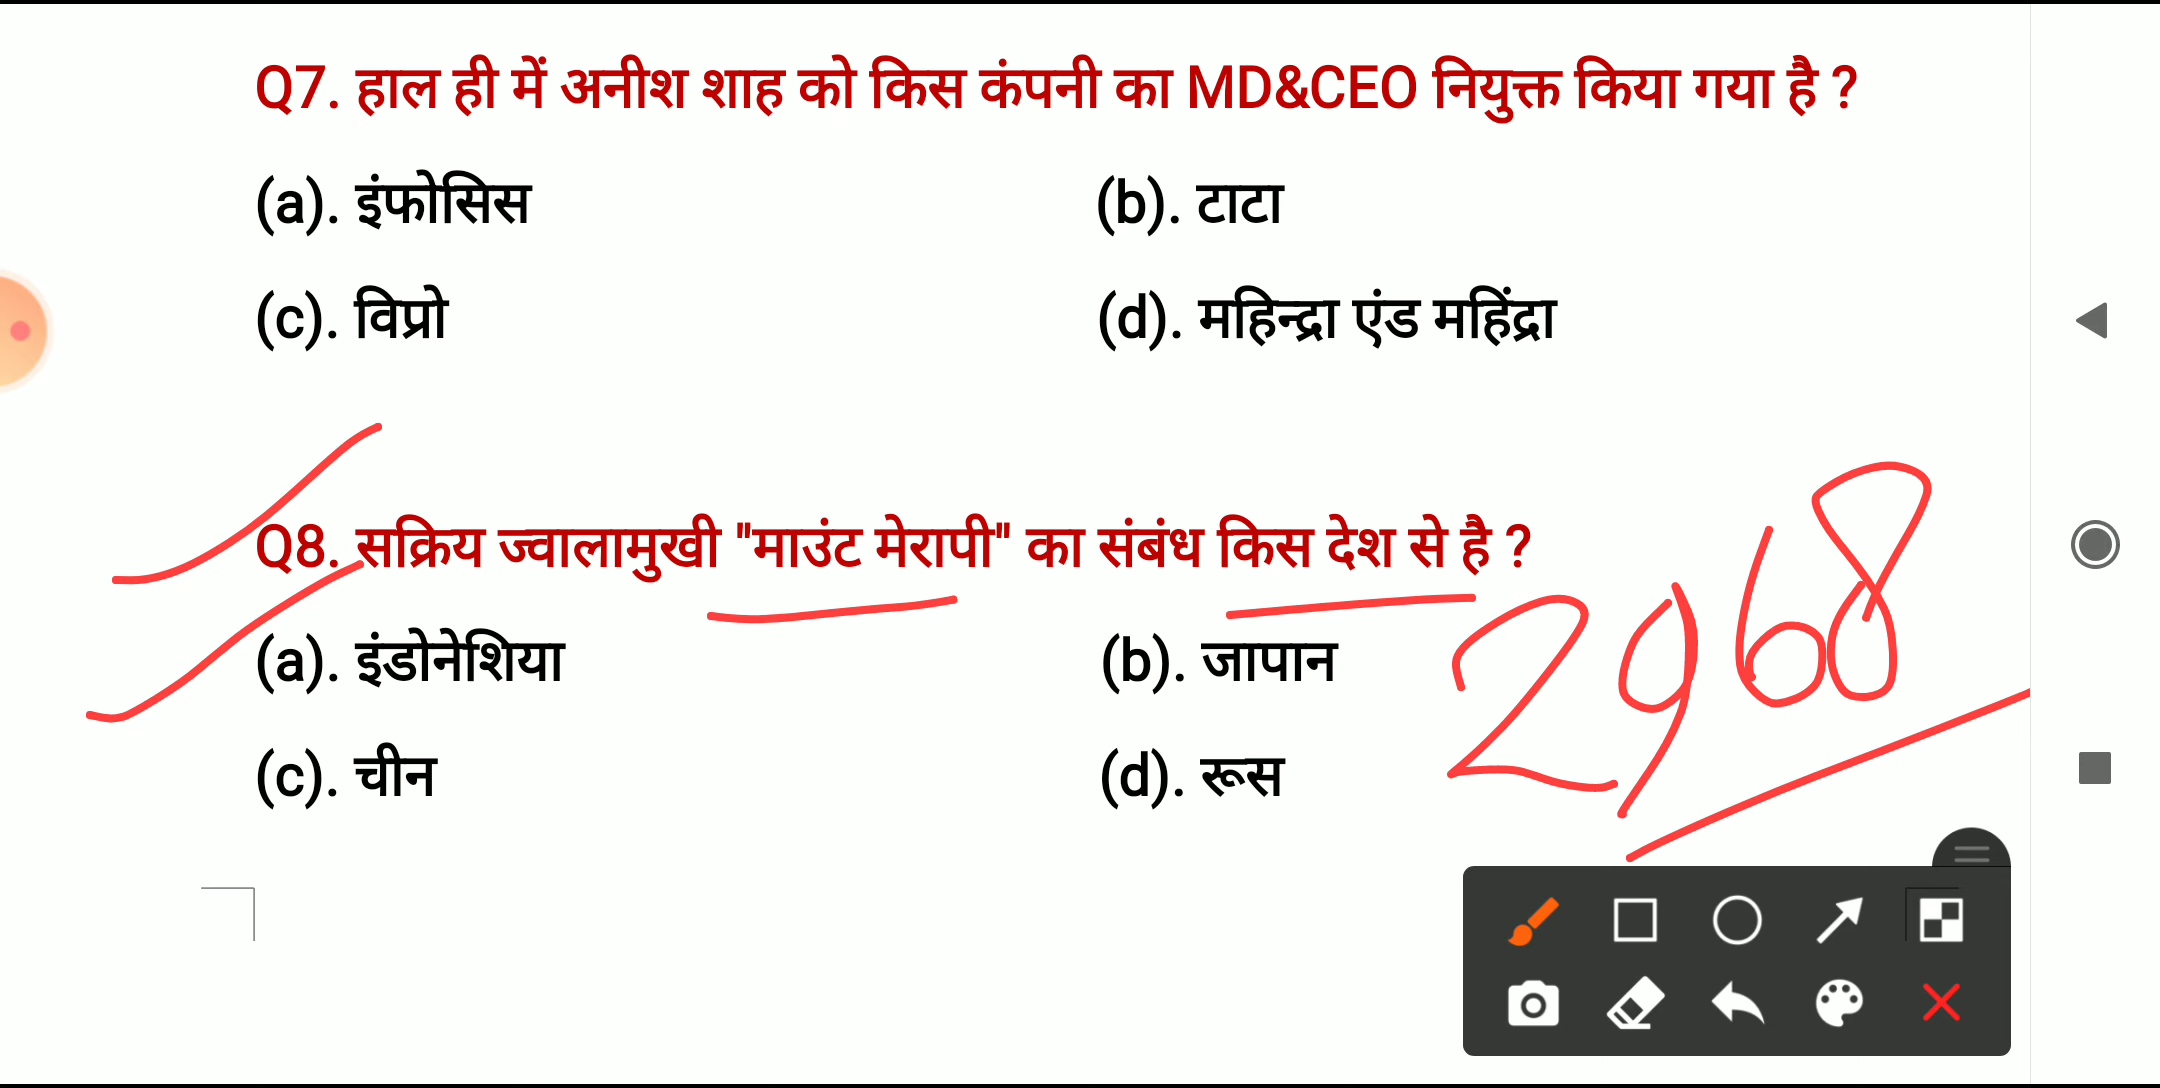 Q7. हाल ही में अनीश शाह को किस कंपनी का MD&CEO नियुक्त किया गया है ?
(a). इंफोसिस (b). टाटा
(c). विप्रो (d). महिन्द्रा एंड महिंद्रा
Q8. सक्रिय ज्वालामुखी "माउंट मेरापी" का संबंध किस देश से है ?
(a). इंडोनेशिया (b). जापान
2968
(c). चीन (d). रूस